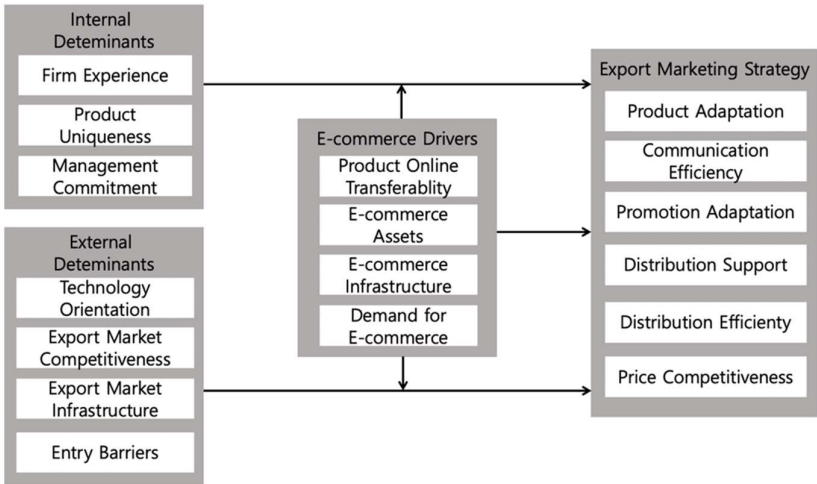 Internal
Deteminants
Firm Experience
Product
Uniqueness
Management
Commitment
External
Deteminants
Technology
Orientation
Export Market
Competitiveness
Export Market
Infrastructure
Entry Barriers
E-commerce Drivers
Product Online
Transferablity
E-commerce
Assets
E-commerce
Infrastructure
Demand for
E-commerce
Export Marketing Strategy
Product Adaptation
Communication
Efficiency
Promotion Adaptation
Distribution Support
Distribution Efficienty
Price Competitiveness